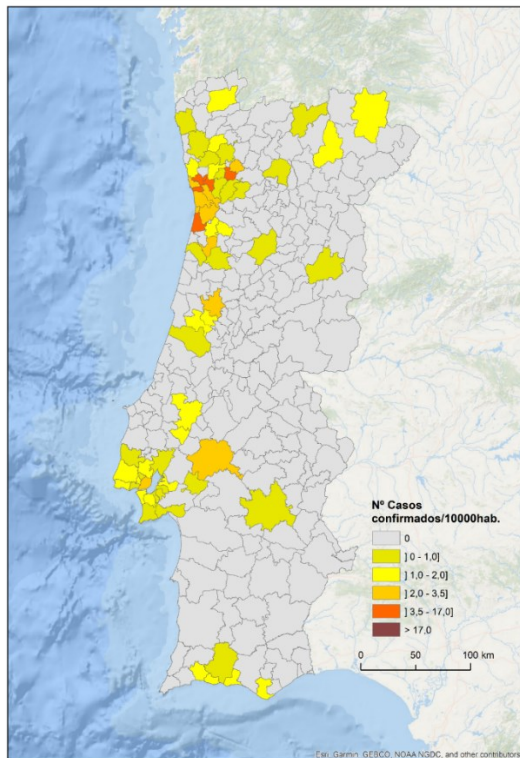 Nº Casos
confirmados/10000hab.
0
] 0 - 1,0]
] 1,0 - 2,0]
] 2,0 - 3,5]
] 3,5 - 17,0]
> 17,0
0 50 100 km
Esri, Garmin, GEBCO, NOAA NGDC, and other contributors